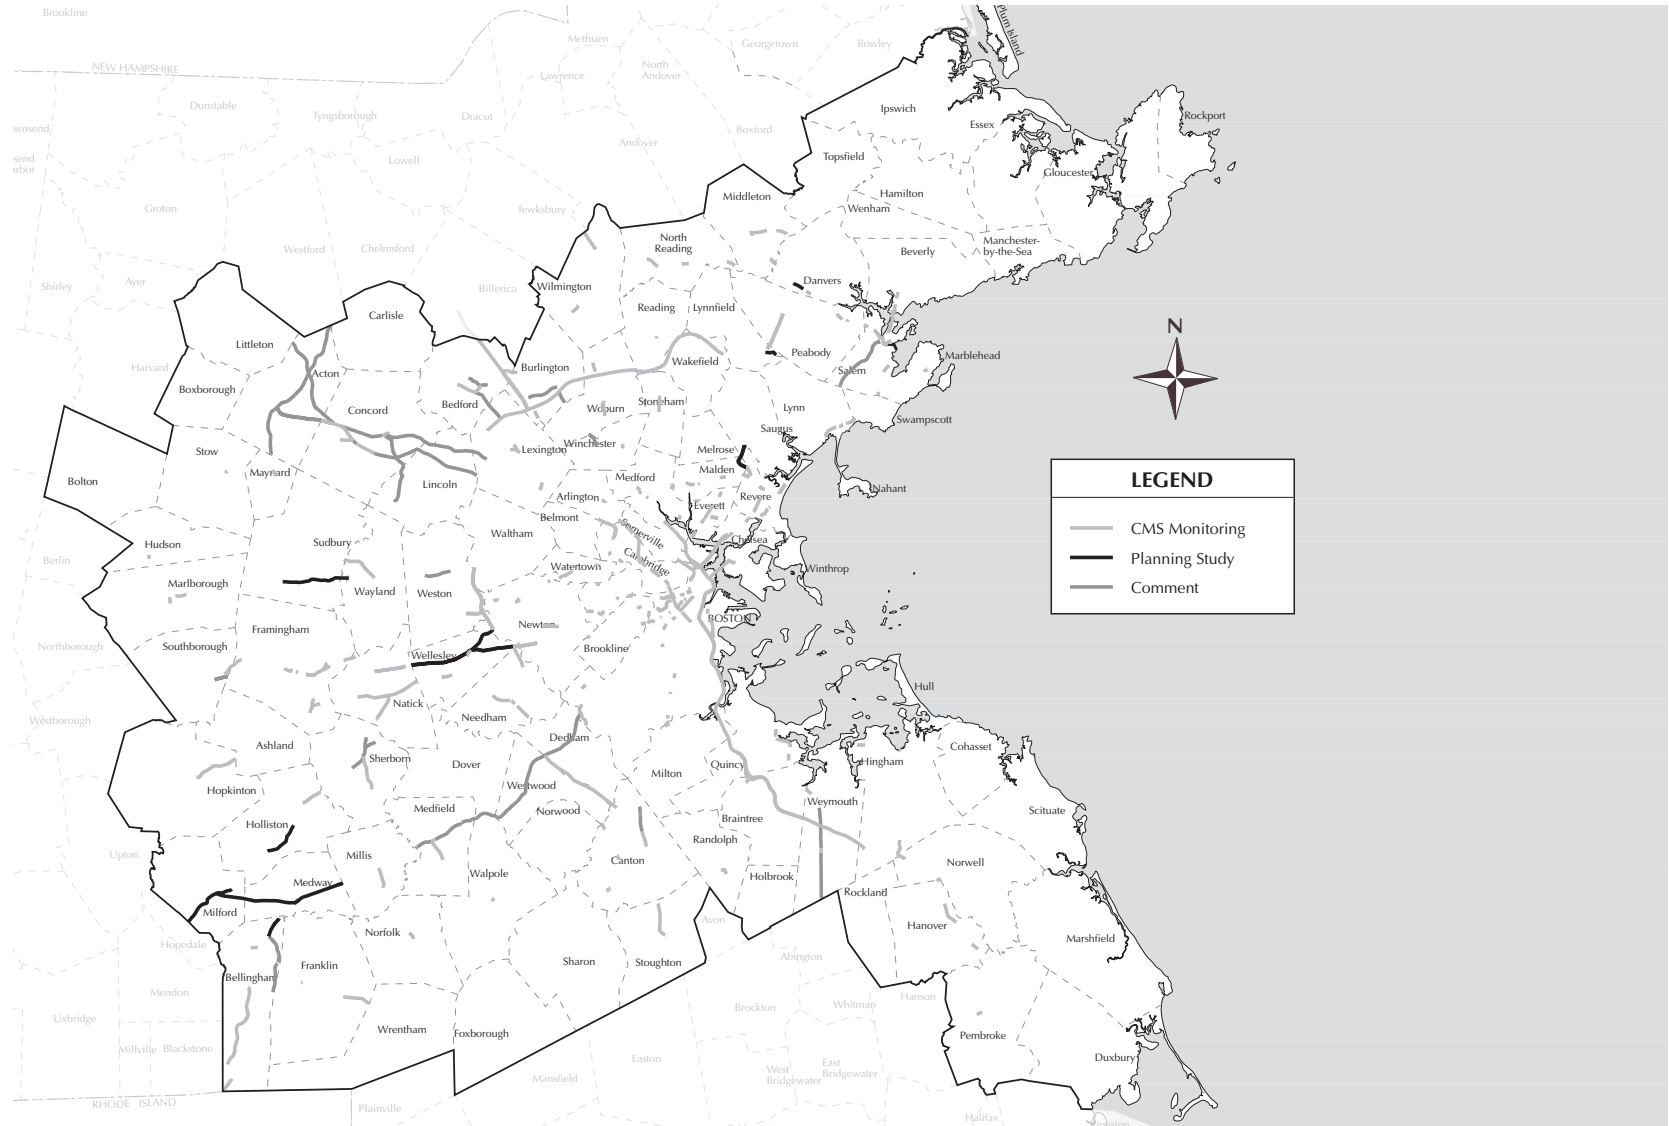 Brookline
Methuen
Georgetown
Rowley
Plum Island
NEW HAMPSHIRE
Lawrence
North
Andover
Dunstable
Tyngsborough
Dracut
Boxford
Ipswich
Essex
Rockport
ownsend
Andover
send
arbor
Lowell
Topsfield
Gloucester
Groton
Tewksbury
Middleton
Hamilton
Wenham
Westford
Chelmsford
North
Reading
Beverly
Manchester-
by-the-Sea
Shirley
Ayer
Billerica
Wilmington
Danvers
Carlisle
Reading
Lynnfield
N
Littleton
Harvard
Acton
Burlington
Wakefield
Peabody
Marblehead
Salem
Boxborough
Concord
Bedford
Woburn
Stoneham
Lynn
Swampscott
Saugus
Stow
Lexington
Winchester
Melrose
Malden
LEGEND
Bolton
Maynard
Lincoln
Medford
Nahant
Arlington
Revere
Everett
Belmont
Somerville
CMS Monitoring
Hudson
Sudbury
Waltham
Chelsea
Planning Study
Berlin
Cambridge
Watertown
Winthrop
Marlborough
Wayland
Weston
Comment
BOSTON
Framingham
Newton
Northborough
Southborough
Wellesley
Brookline
Hull
Natick
Needham
Westborough
Ashland
Dedham
Cohasset
Sherborn
Dover
Milton
Quincy
Hingham
Hopkinton
Westwood
Medfield
Norwood
Weymouth
Scituate
Holliston
Braintree
Randolph
Upton
Millis
Canton
Norwell
Walpole
Holbrook
Medway
Rockland
Milford
Avon
Hanover
Norfolk
Marshfield
Hopedale
Abington
Franklin
Sharon
Stoughton
Bellingham
Mendon
Hanson
Whitman
Brockton
Uxbridge
Wrentham
Foxborough
Pembroke
Millville
Blackstone
Easton
Duxbury
East
Bridgewater
West
Bridgewater
Mansfield
RHODE ISLAND
Plainville
Halifax